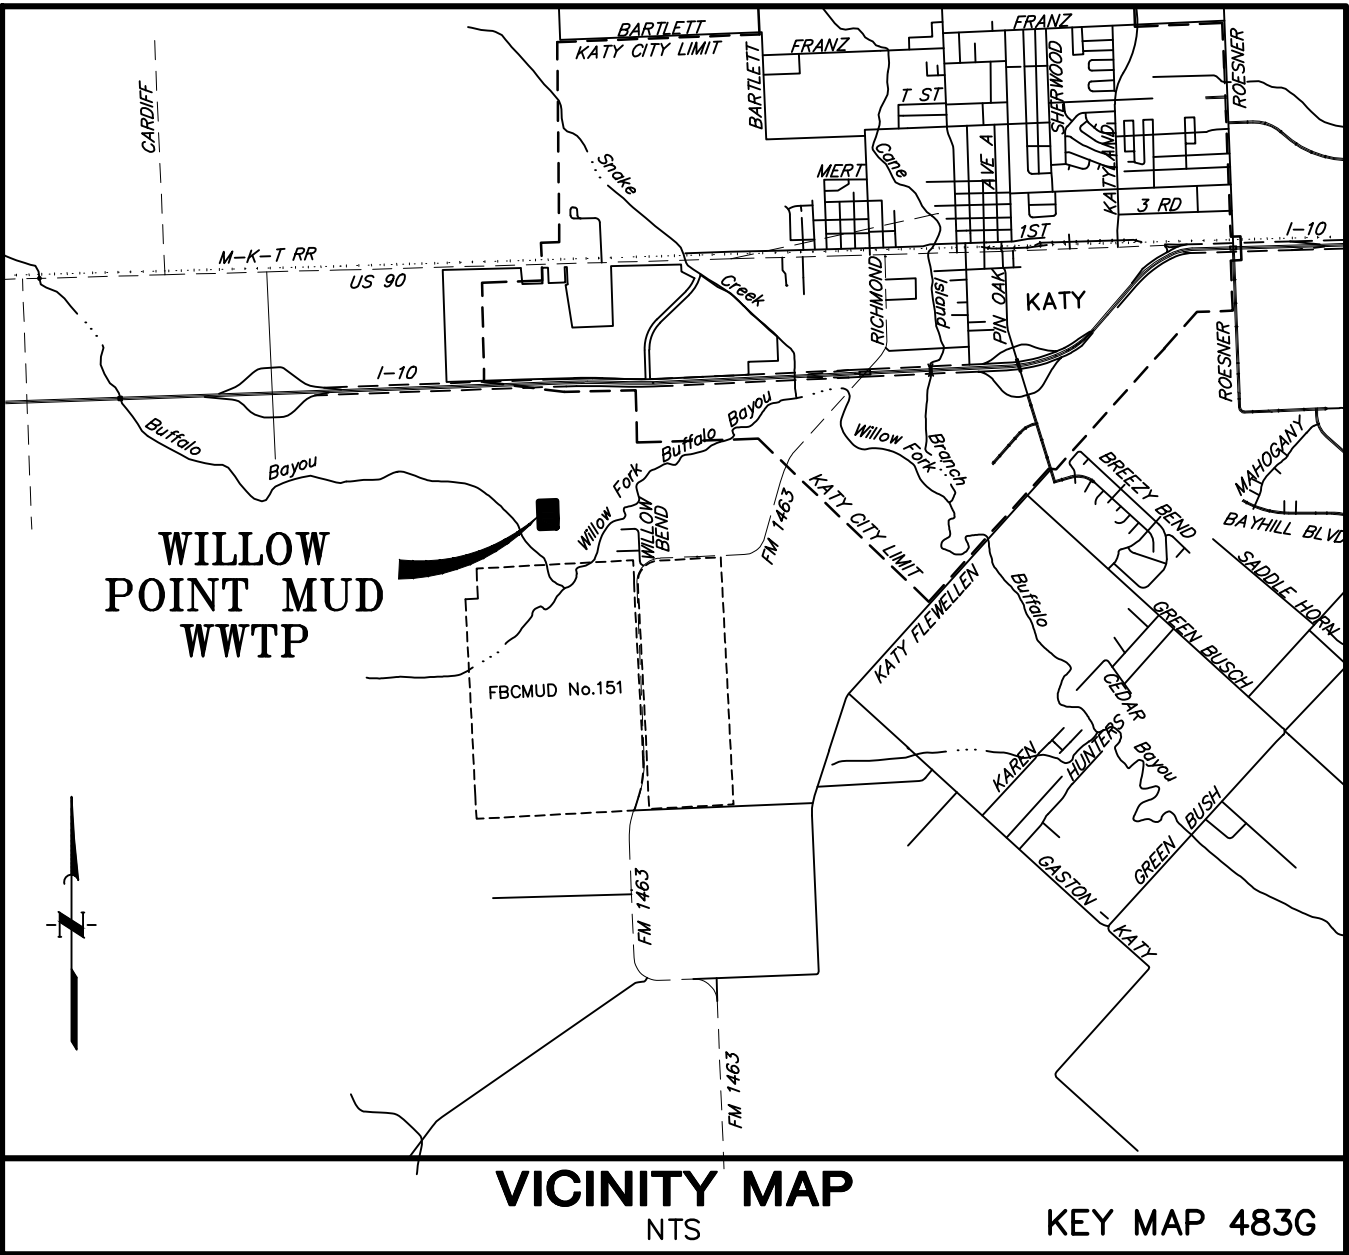 BARTLETT
KATY CITY LIMIT
FRANZ
FRANZ
CARDIFF
BARTLETT
SHERWOOD
ROESNER
T ST
Snake
Cane
MERT
AVE A
KATYLAND
3 RD
1ST
I-10
M-K-T RR
US 90
Creek
RICHMOND
Island
PIN OAK
KATY
I-10
ROESNER
Buffalo
Bayou
Willow Fork
Buffalo Bayou
Willow Fork
Branch
MAHOGANY
BREEZY BEND
BAYHILL BLVD
KATY CITY LIMIT
FM 1463
WILLOW
BEND
SADDLE HORN
WILLOW
POINT MUD
WWTP
KATY FLEWELLEN
Buffalo
GREEN BUSCH
FBCMUD No.151
CEDAR
HUNTERS
KAREN
Bayou
GREEN BUSH
GASTON - KATY
FM 1463
N
FM 1463
VICINITY MAP
NTS
KEY MAP 483G